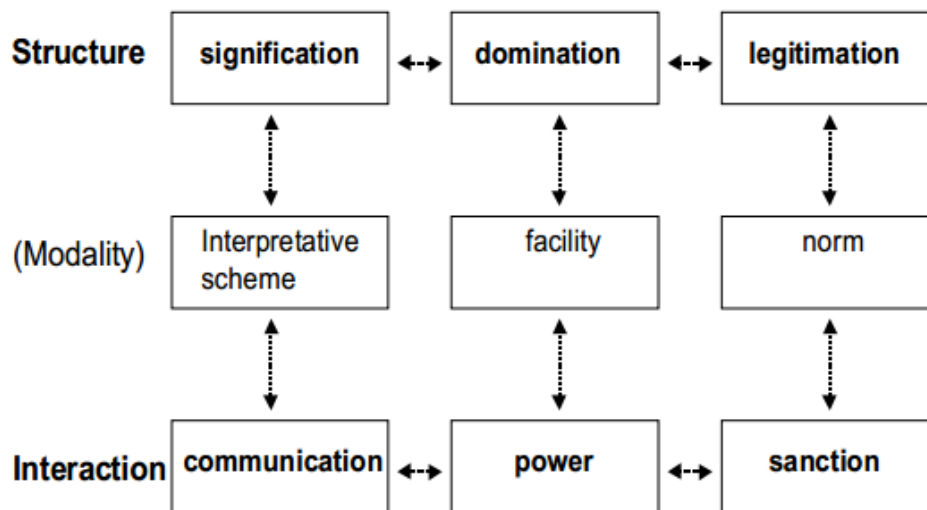 Structure signification domination legitimation
(Modality) Interpretative scheme facility norm
Interaction communication power sanction